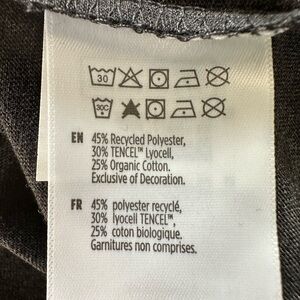 30
30C
EN 45% Recycled Polyester,
30% TENCEL™ Lyocell,
25% Organic Cotton.
Exclusive of Decoration.
FR 45% polyester recyclé,
30% lyocell TENCEL™,
25% coton biologique.
Garnitures non comprises.